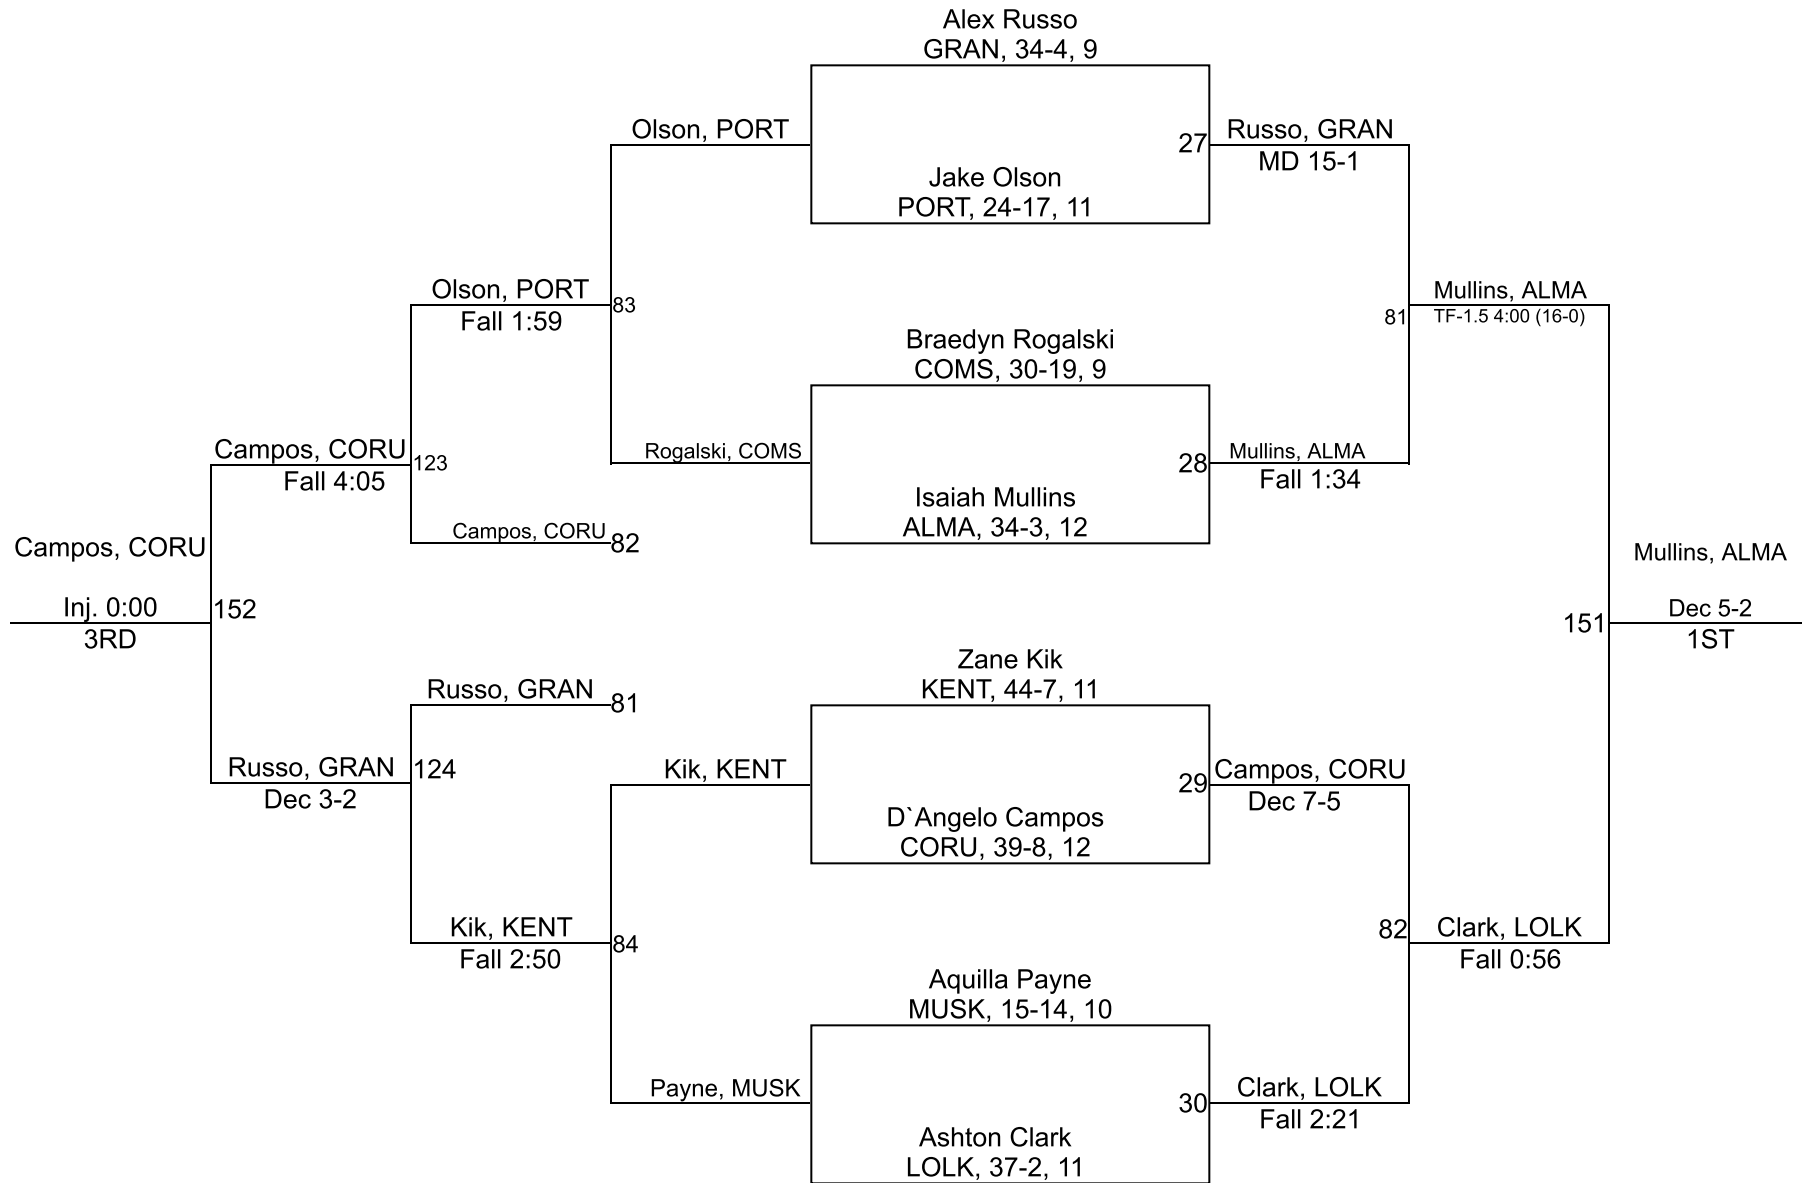 Alex Russo
GRAN, 34-4, 9
Olson, PORT
27
Russo, GRAN
MD 15-1
Jake Olson
PORT, 24-17, 11
Olson, PORT
Fall 1:59
83
Mullins, ALMA
TF-1.5 4:00 (16-0)
81
Braedyn Rogalski
COMS, 30-19, 9
Campos, CORU
Fall 4:05
123
Rogalski, COMS
28
Mullins, ALMA
Fall 1:34
Isaiah Mullins
ALMA, 34-3, 12
Campos, CORU
82
Campos, CORU
Inj. 0:00
3RD
152
Mullins, ALMA
151
Dec 5-2
1ST
Zane Kik
KENT, 44-7, 11
Russo, GRAN
81
Russo, GRAN
Dec 3-2
124
Kik, KENT
29
Campos, CORU
Dec 7-5
D`Angelo Campos
CORU, 39-8, 12
Kik, KENT
Fall 2:50
84
82
Clark, LOLK
Fall 0:56
Aquilla Payne
MUSK, 15-14, 10
Payne, MUSK
30
Clark, LOLK
Fall 2:21
Ashton Clark
LOLK, 37-2, 11